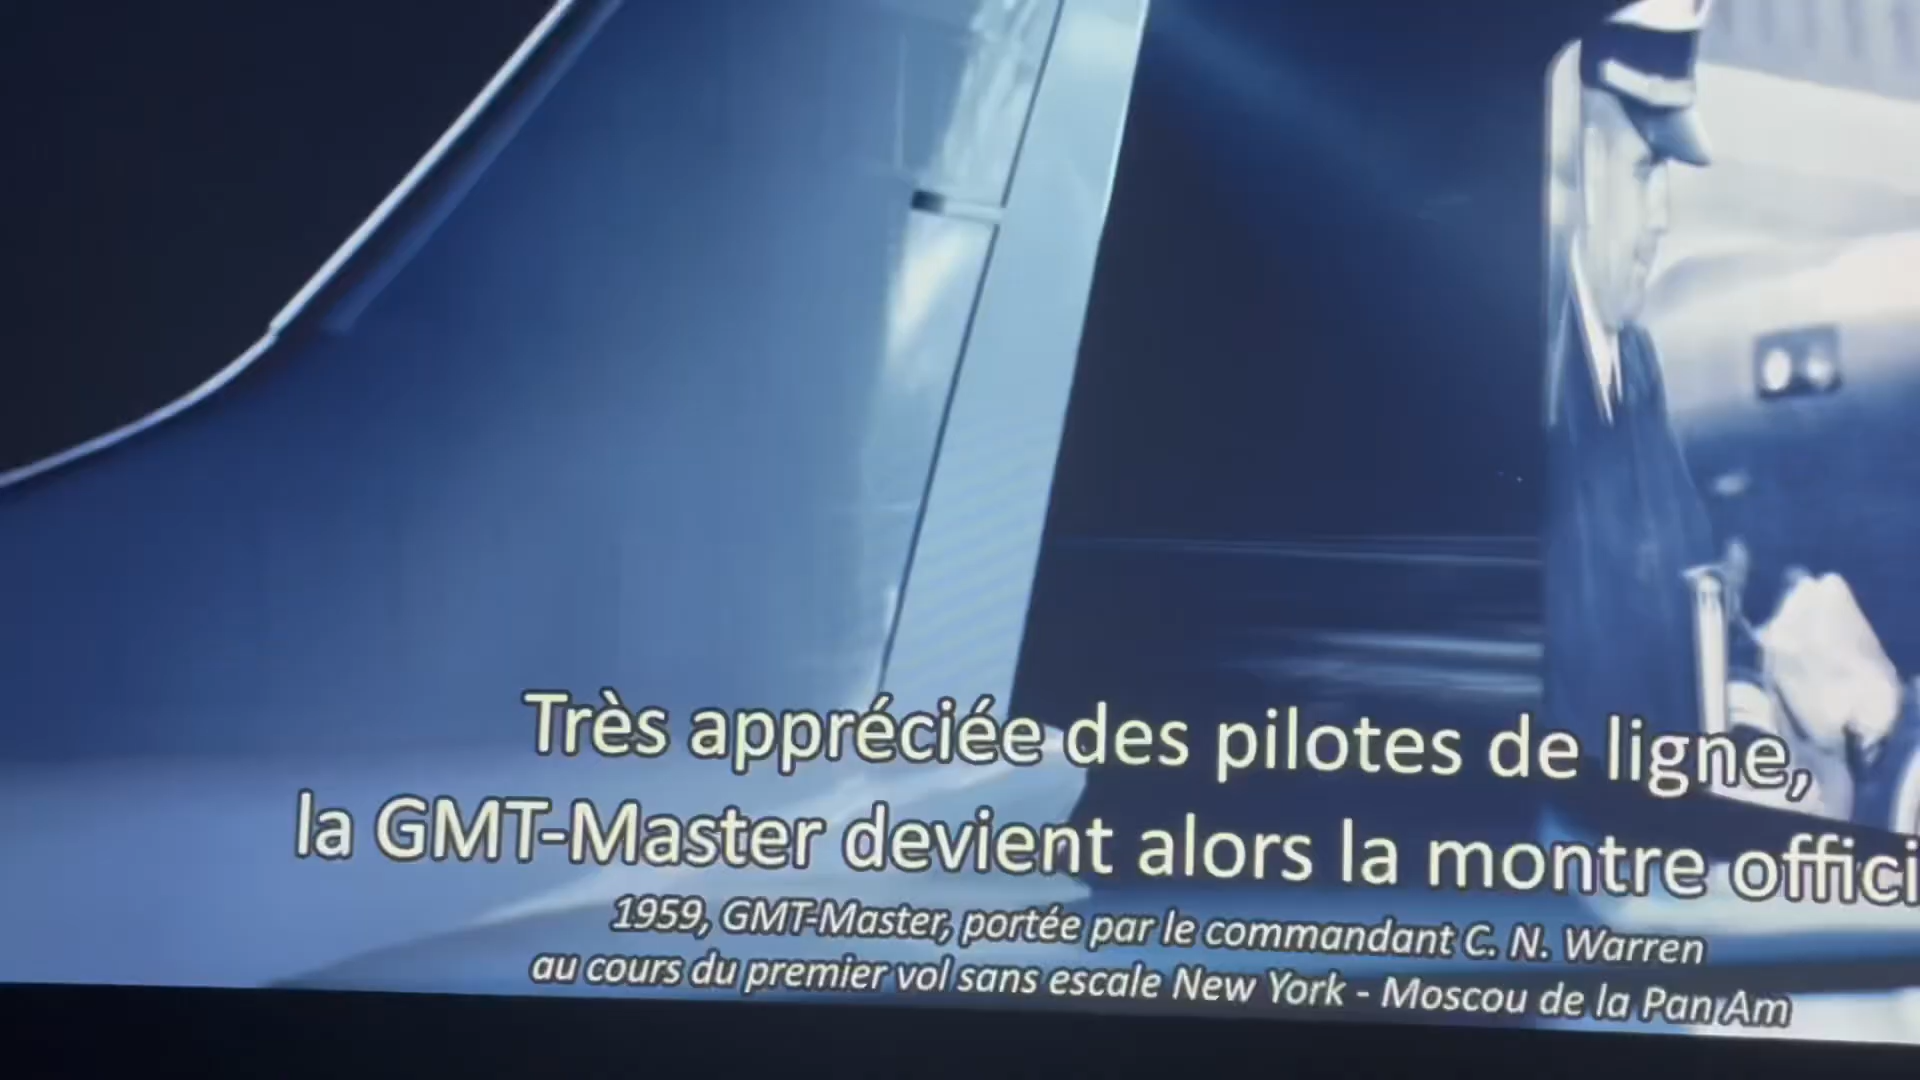 Très appréciée des pilotes de ligne,
la GMT-Master devient alors la montre offici
1959, GMT-Master, portée par le commandant C. N. Warren
au cours du premier vol sans escale New York - Moscou de la Pan Am